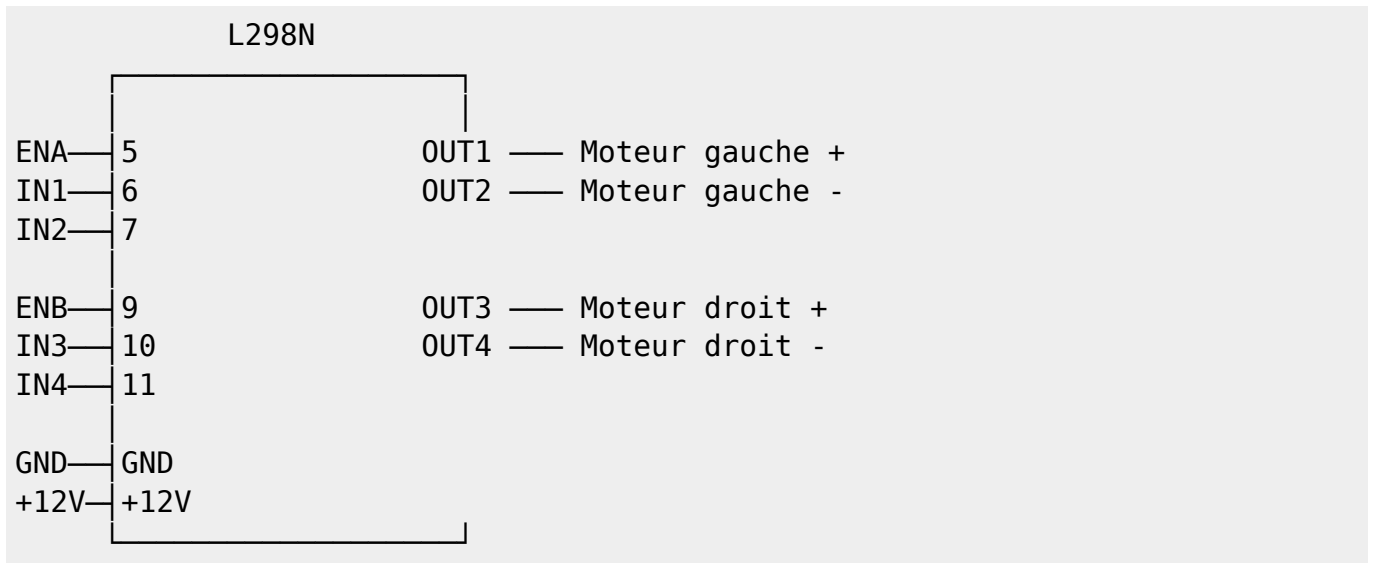 L298N
ENA 5 OUT1 Moteur gauche +
IN1 6 OUT2 Moteur gauche -
IN2 7
ENB 9 OUT3 Moteur droit +
IN3 10 OUT4 Moteur droit -
IN4 11
GND GND
+12V +12V